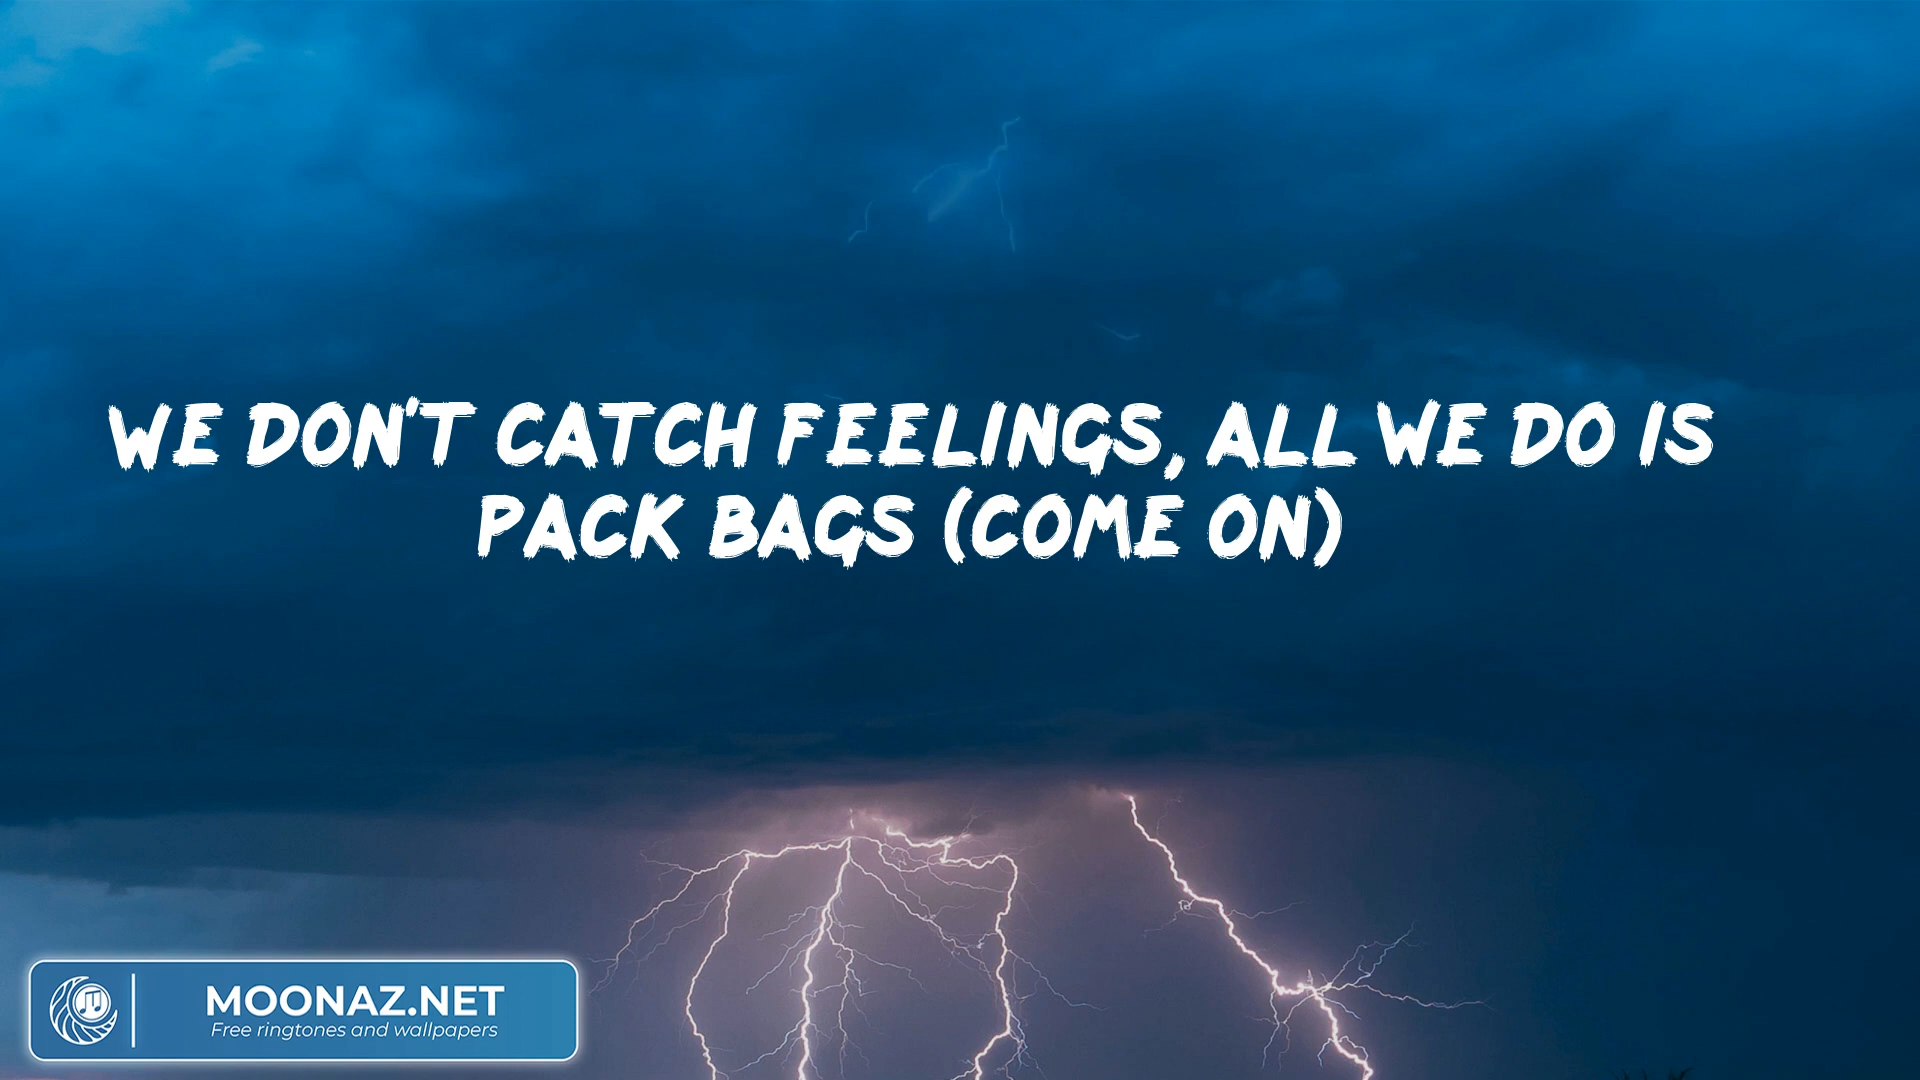 WE DON'T CATCH FEELINGS, ALL WE DO IS
PACK BAGS (COME ON)
MOONAZ.NET
Free ringtones and wallpapers